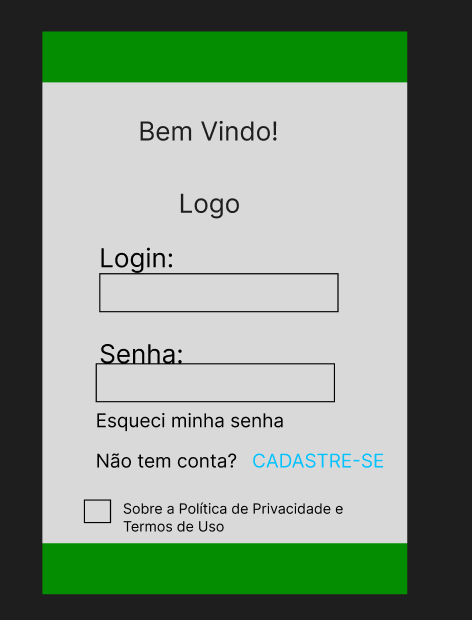 Bem Vindo!
Logo
Login:
Senha:
Esqueci minha senha
Não tem conta? CADASTRE-SE
Sobre a Política de Privacidade e
Termos de Uso